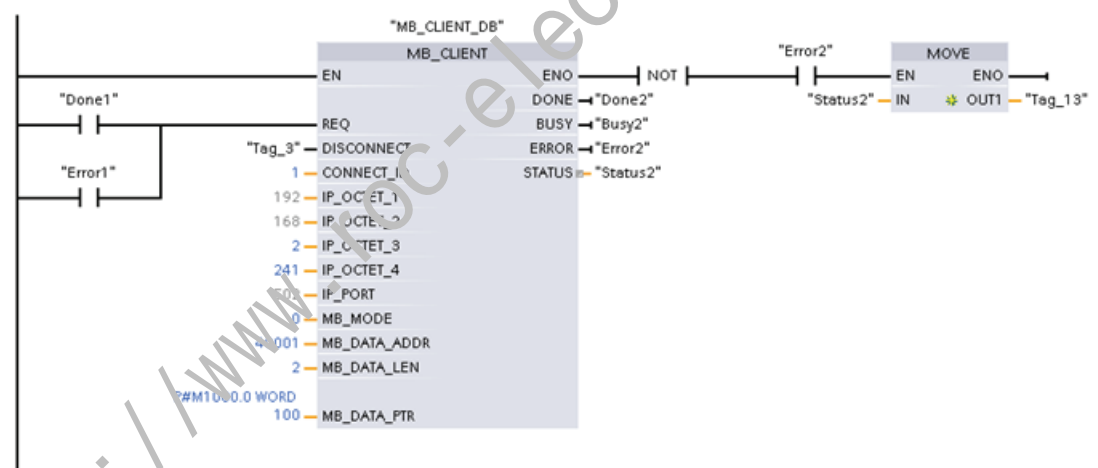 "MB_CLIENT_DB"
MB_CLIENT
EN
ENO
NOT
"Error2"
MOVE
EN
ENO
"Status2"
IN
OUT1
"Tag_13"
"Done1"
DONE
"Done2"
REQ
BUSY
"Busy2"
"Tag_3"
DISCONNECT
ERROR
"Error2"
"Error1"
1
STATUS
"Status2"
192
168
2
IP_OCTET_3
241
IP_OCTET_4
IP_PORT
MB_MODE
MB_DATA_ADDR
2
MB_DATA_LEN
WORD
100
MB_DATA_PTR